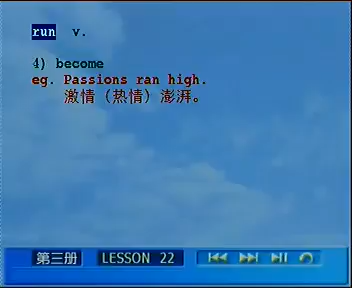 run v.
4) become
eg. Passions ran high.
激情（热情）澎湃。
第三册 LESSON 22